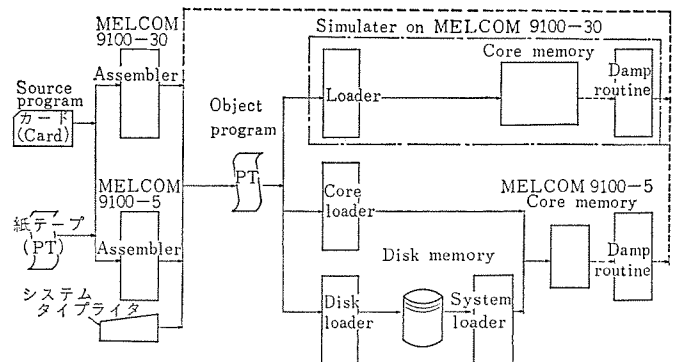 MELCOM
9100-30
Assembler
Source
program
カード
(Card)
Object
program
PT
Simulater on MELCOM 9100-30
Core memory
Loader
Damp
routine
MELCOM
9100-5
Assembler
紙テープ
(PT)
システム
タイプライタ
Core
loader
MELCOM 9100-5
Core memory
Damp
routine
Disk memory
Disk
loader
System
loader